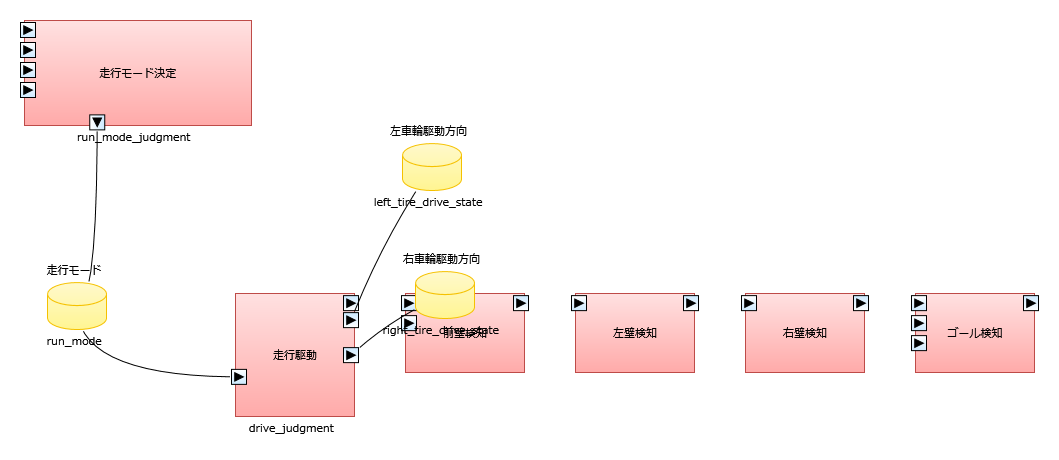 走行モード決定
run_mode_judgment
左車輪駆動方向
left_tire_drive_state
走行モード
run_mode
右車輪駆動方向
right_tire_drive_state
走行駆動
drive_judgment
前壁検知
左壁検知
右壁検知
ゴール検知